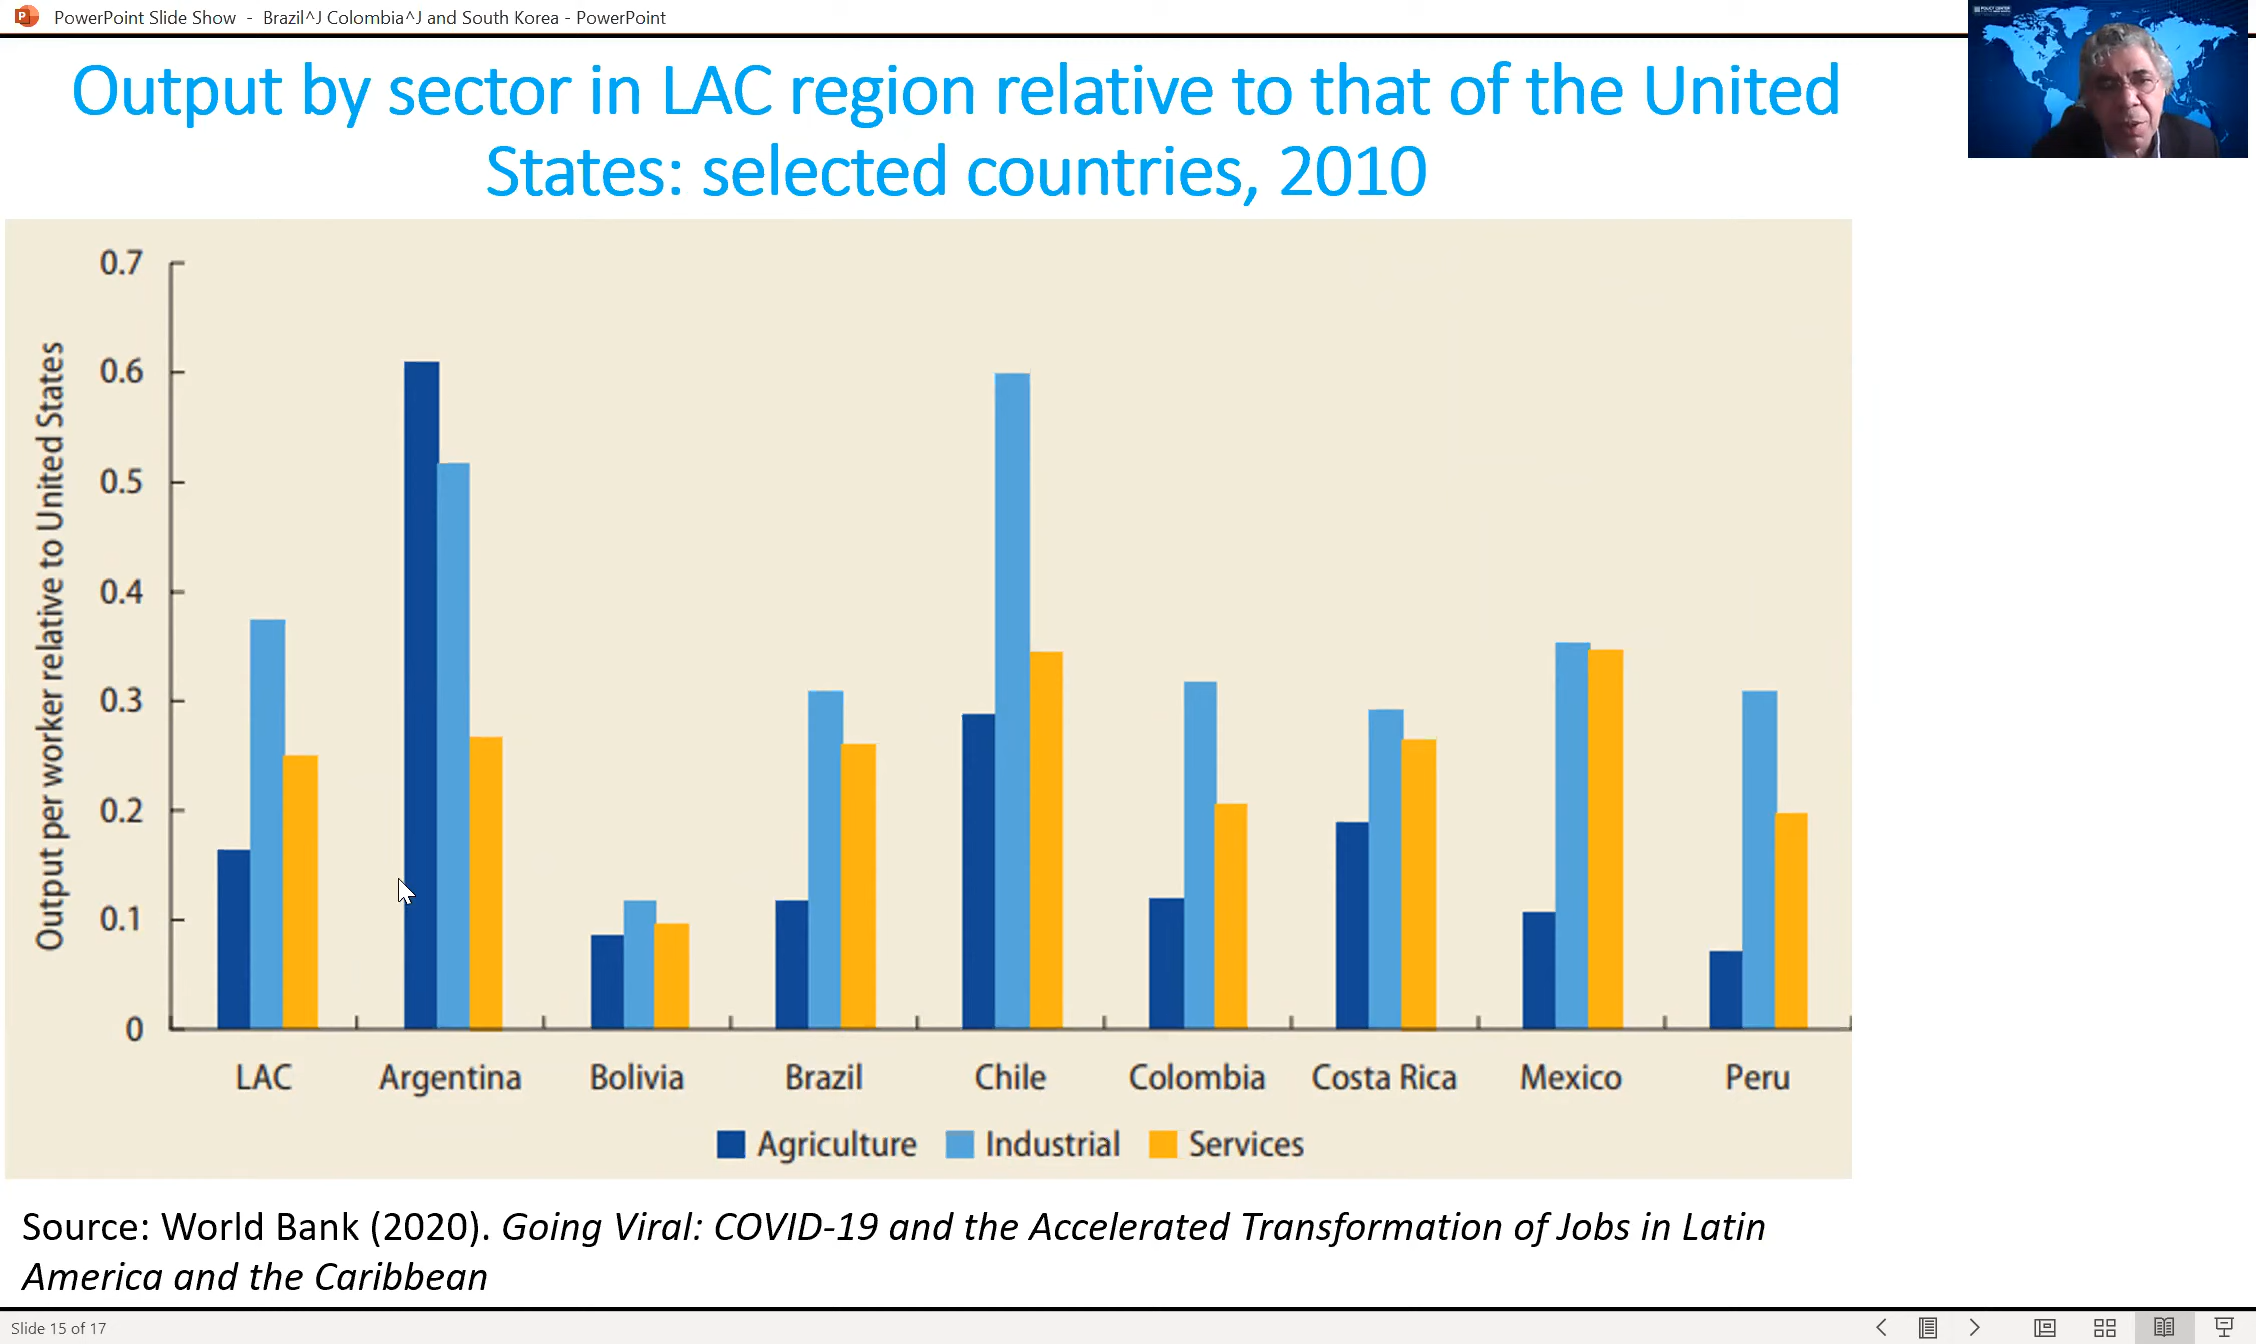 PowerPoint Slide Show - Brazil^J Colombia^J and South Korea - PowerPoint
POLICY CENTER
Output by sector in LAC region relative to that of the United
States: selected countries, 2010
Output per worker relative to United States
0.7
0.6
0.5
0.4
0.3
0.2
0.1
0
LAC Argentina Bolivia Brazil Chile Colombia Costa Rica Mexico Peru
Agriculture Industrial Services
Source: World Bank (2020). Going Viral: COVID-19 and the Accelerated Transformation of Jobs in Latin
America and the Caribbean
Slide 15 of 17